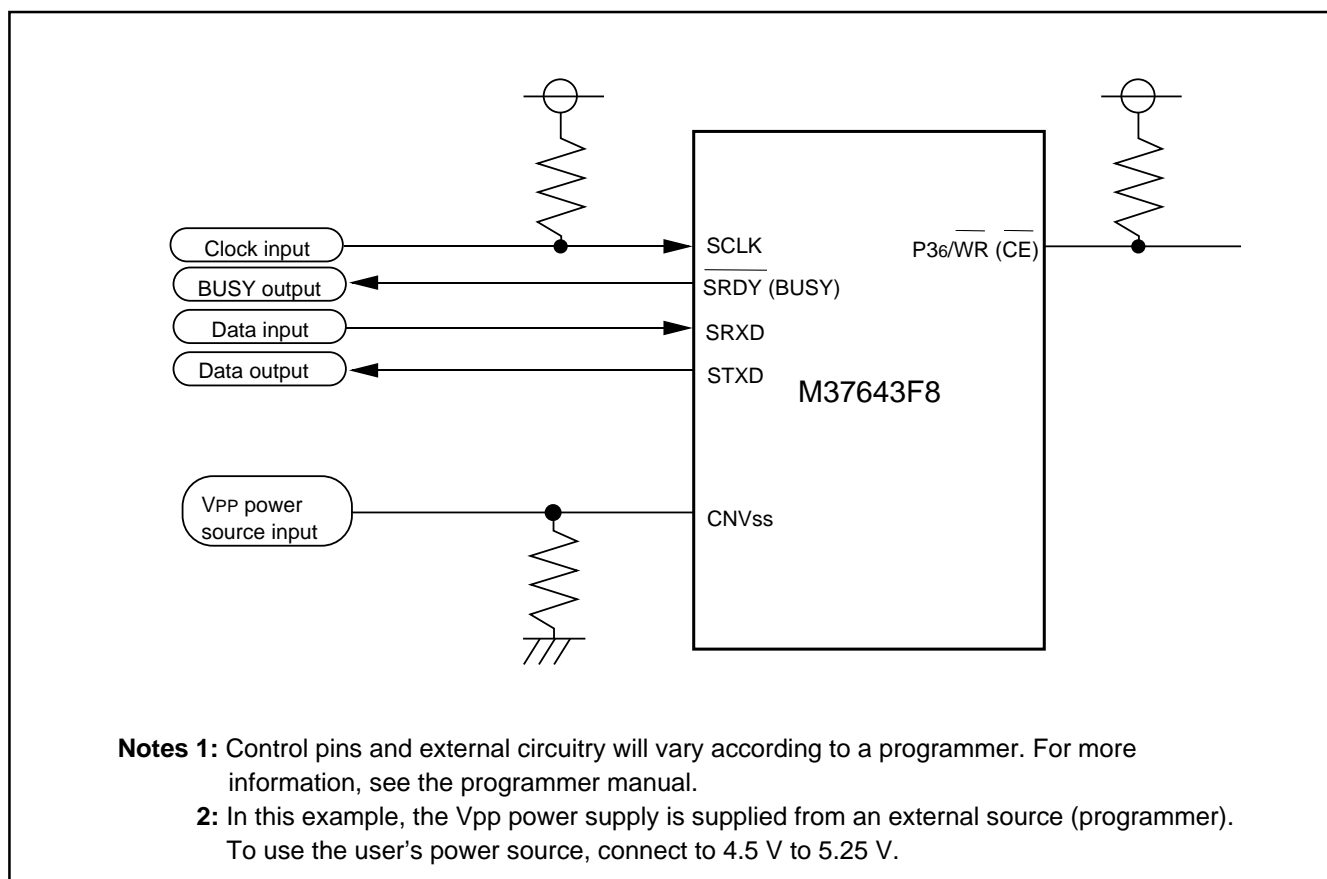 Clock input
BUSY output
Data input
Data output
VPP power
source input
SCLK
SRDY (BUSY)
SRXD
STXD
CNVss
P36/WR (CE)
M37643F8
Notes 1: Control pins and external circuitry will vary according to a programmer. For more
information, see the programmer manual.
2: In this example, the Vpp power supply is supplied from an external source (programmer).
To use the user’s power source, connect to 4.5 V to 5.25 V.